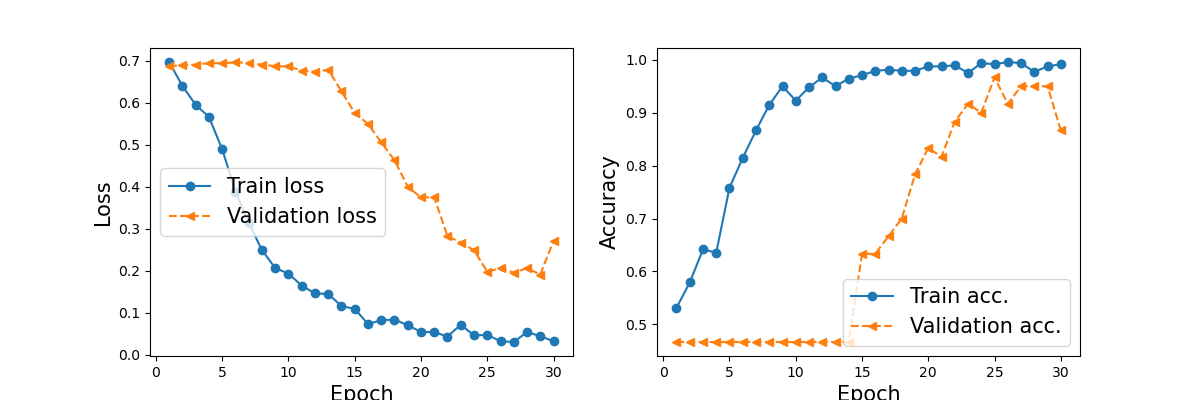 0.7
0.6
0.5
0.4
0.3
0.2
0.1
0.0
Loss
Train loss
Validation loss
0 5 10 15 20 25 30
Epoch
1.0
0.9
0.8
0.7
0.6
0.5
Accuracy
Train acc.
Validation acc.
0 5 10 15 20 25 30
Epoch